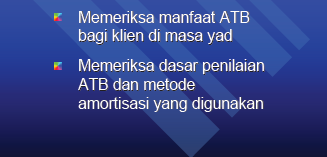 Memeriksa manfaat ATB
bagi klien di masa yad
Memeriksa dasar penilaian
ATB dan metode
amortisasi yang digunakan